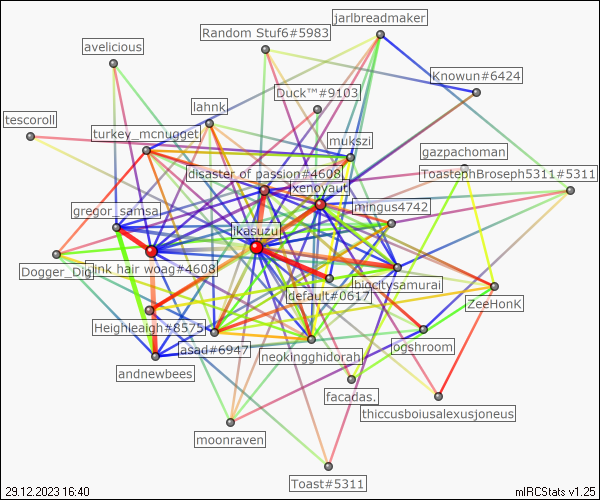 jarlbreadmaker
Random Stuf6#5983
avelicious
Knowun#6424
Duck™#9103
lahnk
tescoroll
turkey_mcnugget
mukszi
gazpachoman
disaster of passion#4608
ToastephBroseph5311#5311
xenoyaut
mingus4742
gregor_samsa
ikasuzu
Dogger_Dig
pink hair woag#4608
bigcitysamurai
default#0617
ZeeHonK
Heighleaigh#8575
asad#6947
neokingghidorah
ogshroom
andnewbees
facadas.
thiccusboiusalexusjoneus
moonraven
Toast#5311
29.12.2023 16:40
mIRCStats v1.25